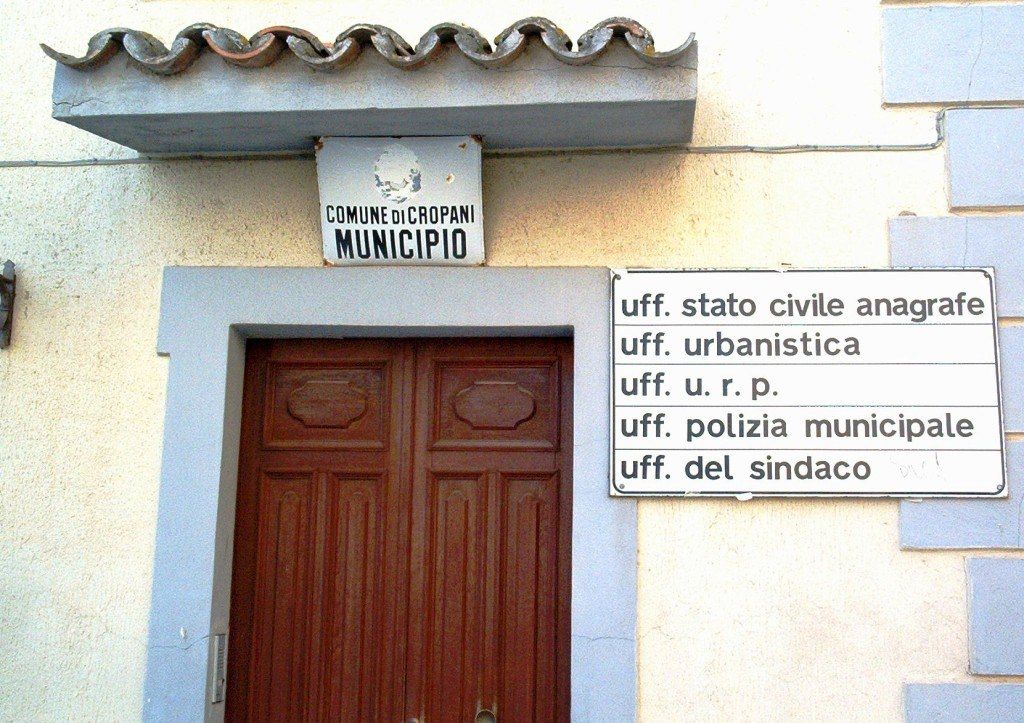 COMUNE DI CROPANI
MUNICIPIO
uff. stato civile anagrafe
uff. urbanistica
uff. u. r. p.
uff. polizia municipale
uff. del sindaco